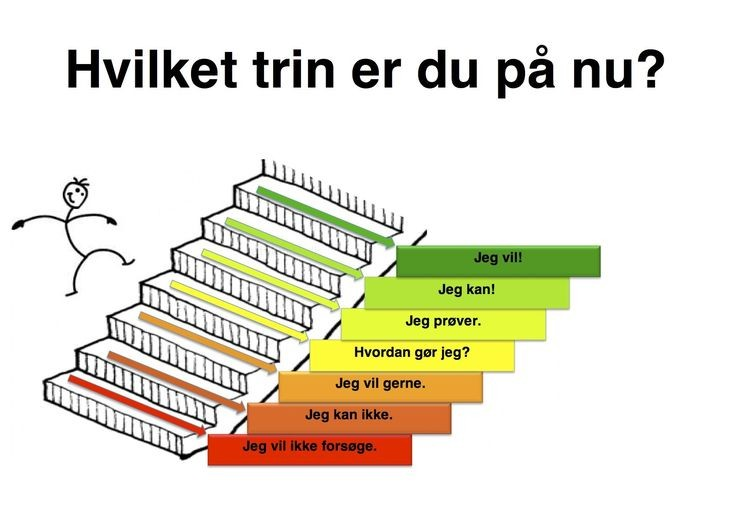 Hvilket trin er du på nu?
Jeg vil!
Jeg kan!
Jeg prøver.
Hvordan gør jeg?
Jeg vil gerne.
Jeg kan ikke.
Jeg vil ikke forsøge.